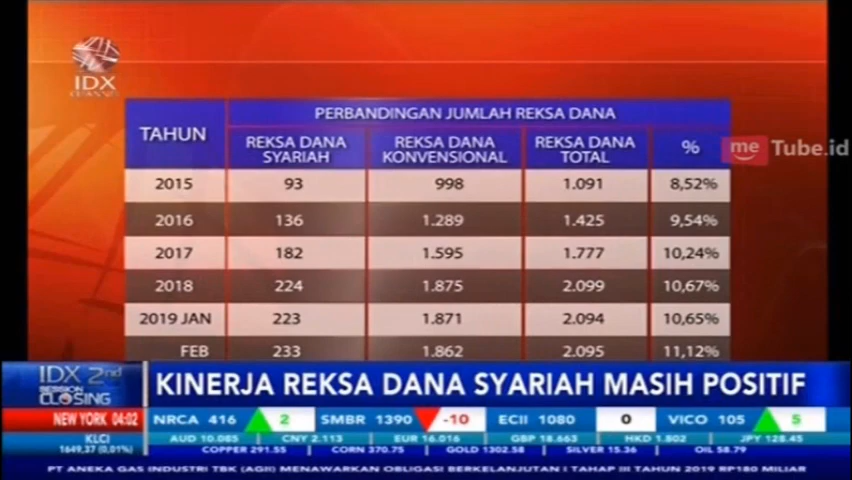 IDX
CHANNEL
PERBANDINGAN JUMLAH REKSA DANA
TAHUN
REKSA DANA SYARIAH
REKSA DANA KONVENSIONAL
REKSA DANA TOTAL
%
me Tube.id
2015 93 998 1.091 8,52%
2016 136 1.289 1.425 9,54%
2017 182 1.595 1.777 10,24%
2018 224 1.875 2.099 10,67%
2019 JAN 223 1.871 2.094 10,65%
FEB 233 1.862 2.095 11,12%
IDX 2nd
SESSION
CLOSING
KINERJA REKSA DANA SYARIAH MASIH POSITIF
NEW YORK 04:02
NRCA 416 2 SMBR 1390 -10 ECII 1080 0 VICO 105 5
KLCI
1649,37 (0,01%)
AUD 10.085 CNY 2.113 EUR 16.016 GBP 18.663 HKD 1.802 JPY 128.45
COPPER 291.55 CORN 370.75 GOLD 1302.58 SILVER 15.36 OIL 58.79
PT ANEKA GAS INDUSTRI TBK (AGII) MENAWARKAN OBLIGASI BERKELANJUTAN I TAHAP III TAHUN 2019 RP180 MILIAR